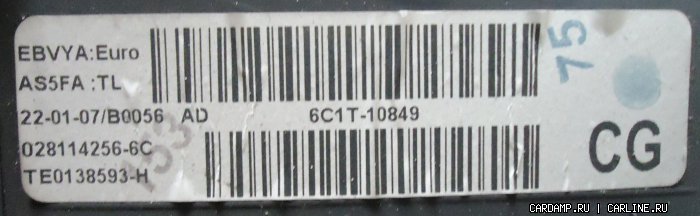 EBVYA:Euro
AS5FA :TL
22-01-07/B0056 AD 6C1T-10849
028114256-6C
TE0138593-H
CG
75
153
CARDAMP.RU | CARLINE.RU